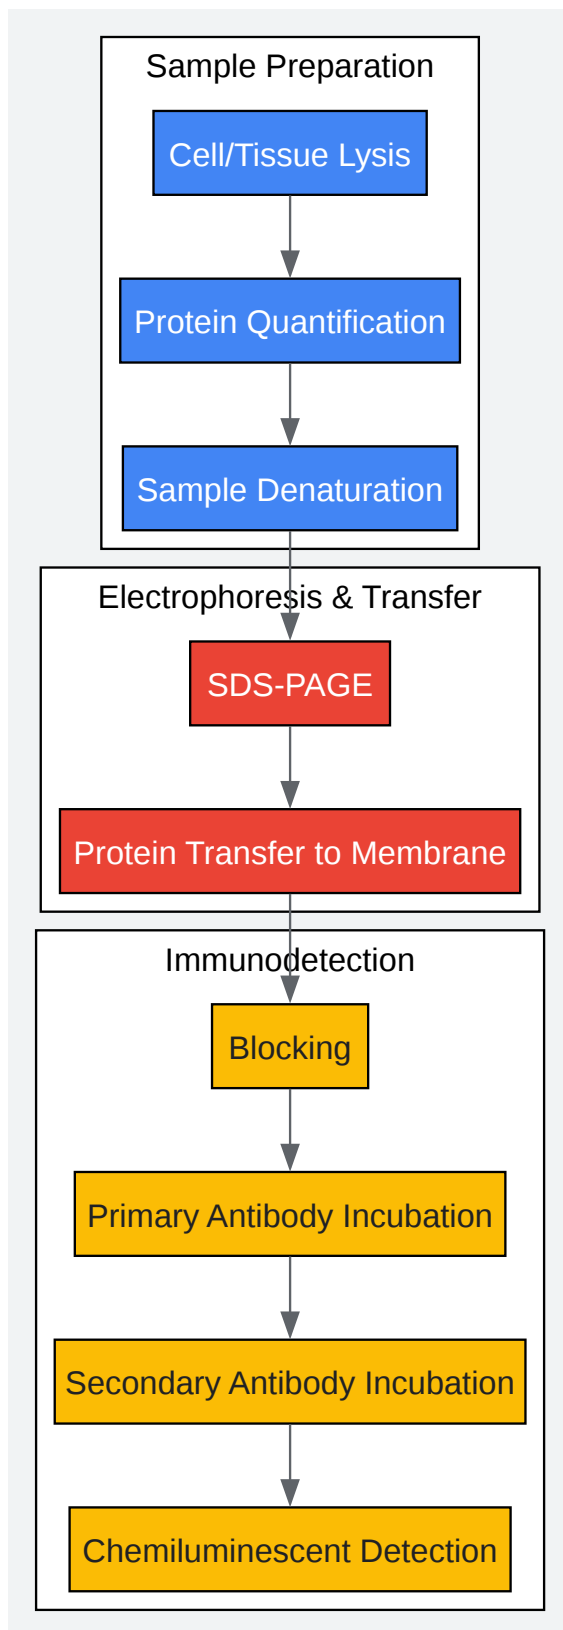 Sample Preparation
Cell/Tissue Lysis
Protein Quantification
Sample Denaturation
Electrophoresis & Transfer
SDS-PAGE
Protein Transfer to Membrane
Immunodetection
Blocking
Primary Antibody Incubation
Secondary Antibody Incubation
Chemiluminescent Detection